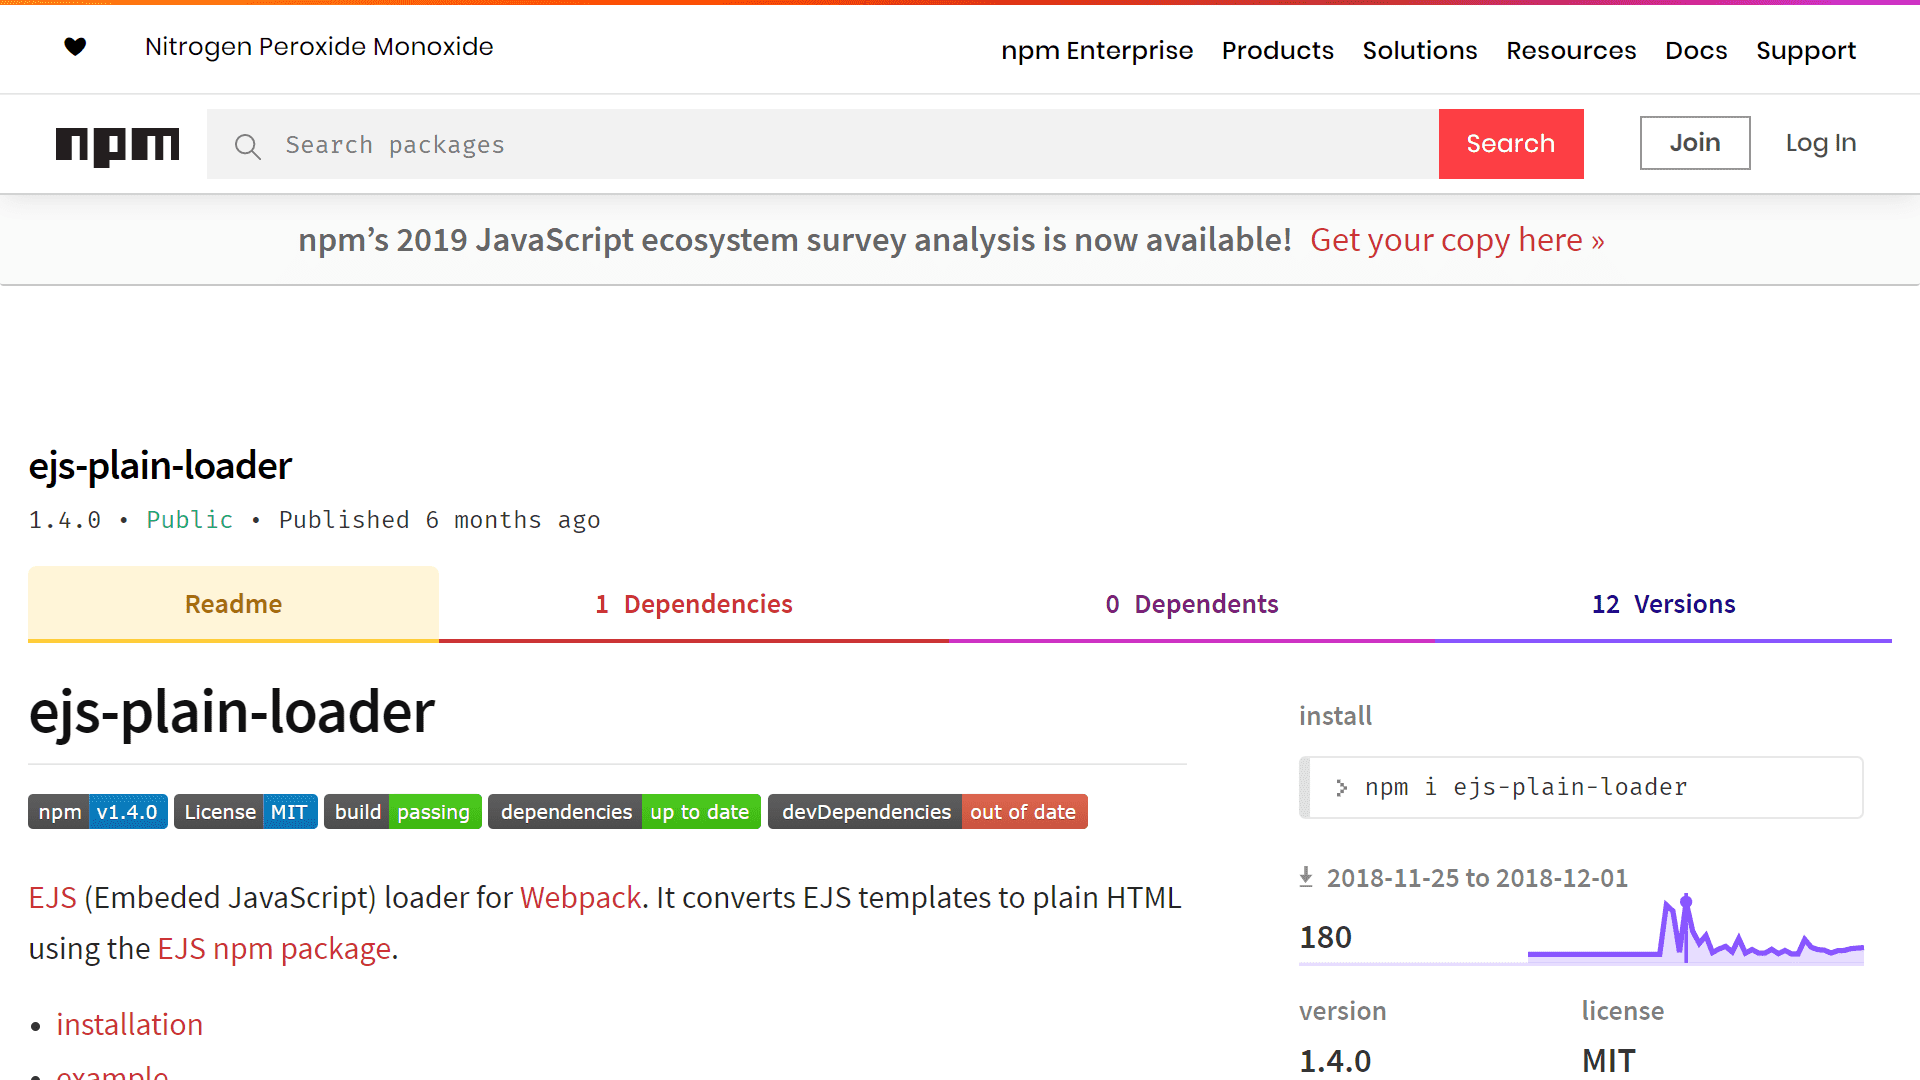 ❤ Nitrogen Peroxide Monoxide
npm Enterprise Products Solutions Resources Docs Support
npm
Search packages
Search
Join
Log In
npm’s 2019 JavaScript ecosystem survey analysis is now available! Get your copy here »
ejs-plain-loader
1.4.0 • Public • Published 6 months ago
Readme
1 Dependencies
0 Dependents
12 Versions
ejs-plain-loader
npm v1.4.0 License MIT build passing dependencies up to date devDependencies out of date
EJS (Embeded JavaScript) loader for Webpack. It converts EJS templates to plain HTML
using the EJS npm package.
• installation
• example
install
npm i ejs-plain-loader
2018-11-25 to 2018-12-01
180
version
1.4.0
license
MIT